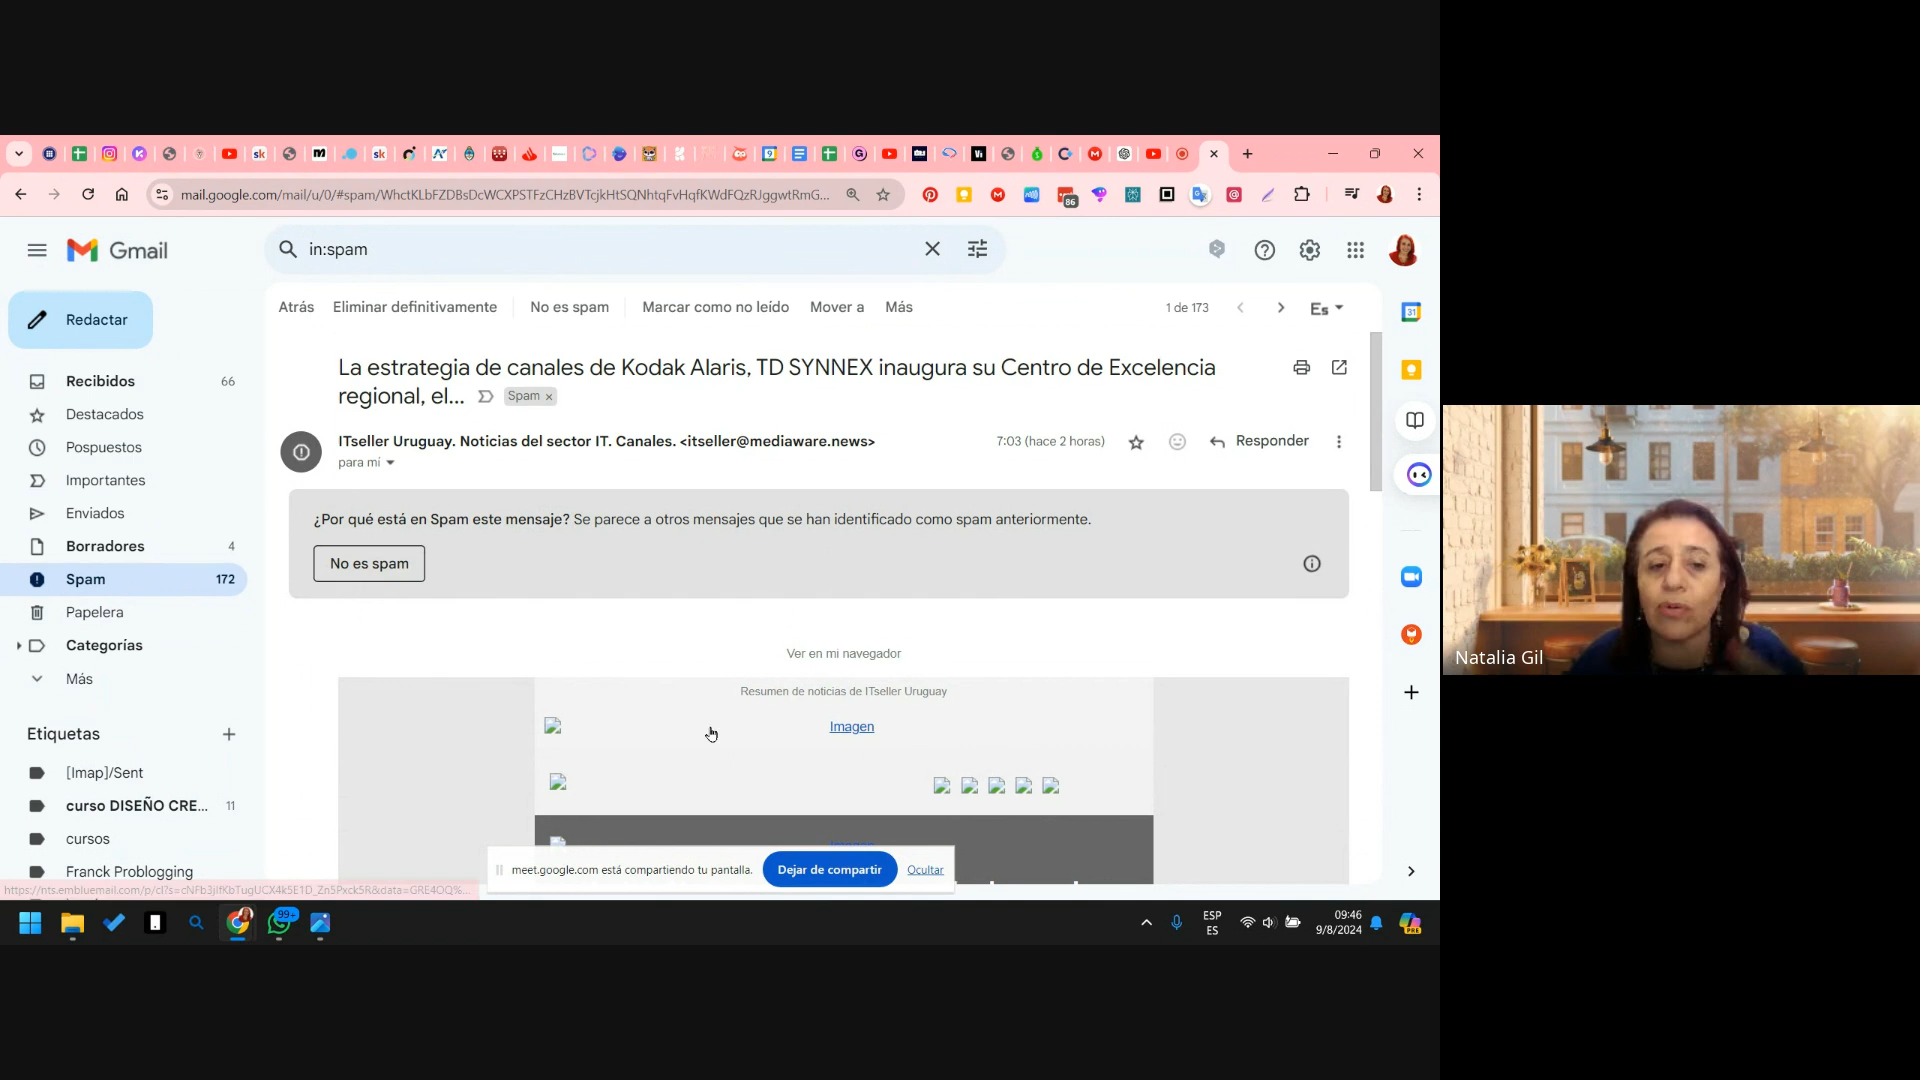 mail.google.com/mail/u/0/#spam/WhctKLbFZDBsDcWCXPSTFzCHzBVTcjkHtSQNhtqFvHqfKWdFQzRJggwtRmG...
86
Gmail
in:spam
Redactar
Atrás Eliminar definitivamente No es spam Marcar como no leído Mover a Más 1 de 173 Es
Recibidos 66
Destacados
Pospuestos
Importantes
Enviados
Borradores 4
Spam 172
Papelera
Categorías
Más
Etiquetas
[Imap]/Sent
curso DISEÑO CRE... 11
cursos
Franck Problogging
La estrategia de canales de Kodak Alaris, TD SYNNEX inaugura su Centro de Excelencia
regional, el... Spam x
ITseller Uruguay. Noticias del sector IT. Canales. <itseller@mediaware.news> 7:03 (hace 2 horas) Responder
para mí
¿Por qué está en Spam este mensaje? Se parece a otros mensajes que se han identificado como spam anteriormente.
No es spam
Ver en mi navegador
Resumen de noticias de ITseller Uruguay
Imagen
meet.google.com está compartiendo tu pantalla. Dejar de compartir Ocultar
31
Natalia Gil
99+
ESP
ES
09:46
9/8/2024
PRE